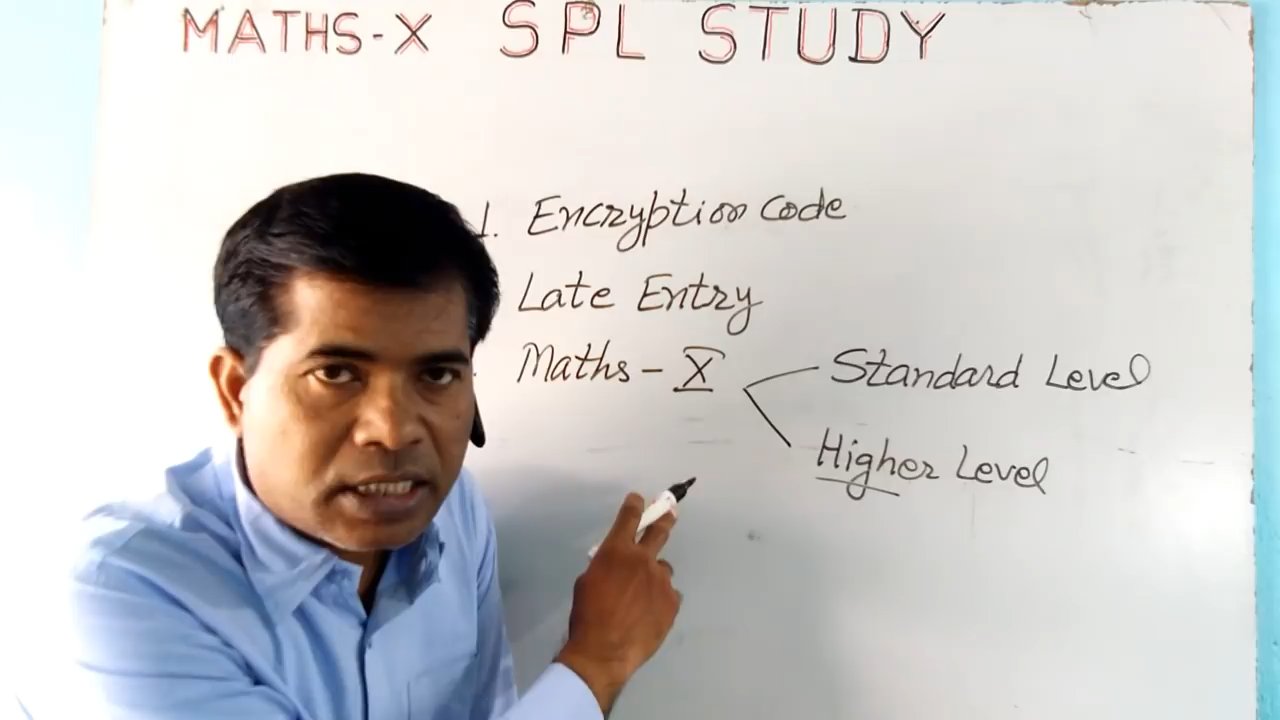 MATHS-X SPL STUDY
1. Encryption Code
Late Entry
Maths - X
Standard Level
Higher Level